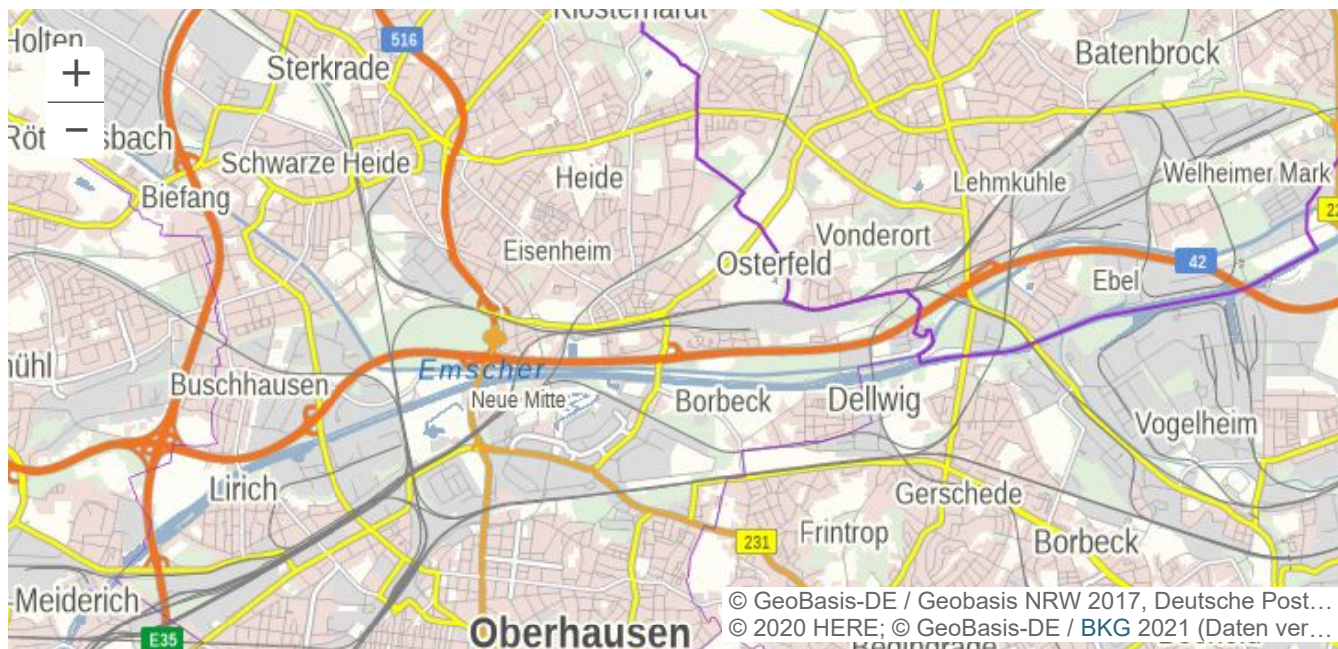 Klosterhardt
Holten
516
Sterkrade
Batenbrock
+
−
Schwarze Heide
Biefang
Heide
Lehmkuhle
Welheimer Mark
Eisenheim
Vonderort
Osterfeld
42
Ebel
Emscher
Buschhausen
Neue Mitte
Borbeck
Dellwig
Vogelheim
Lirich
Gerschede
Frintrop
231
Borbeck
-Meiderich
E35
Oberhausen
© GeoBasis-DE / Geobasis NRW 2017, Deutsche Post...
© 2020 HERE; © GeoBasis-DE / BKG 2021 (Daten ver...